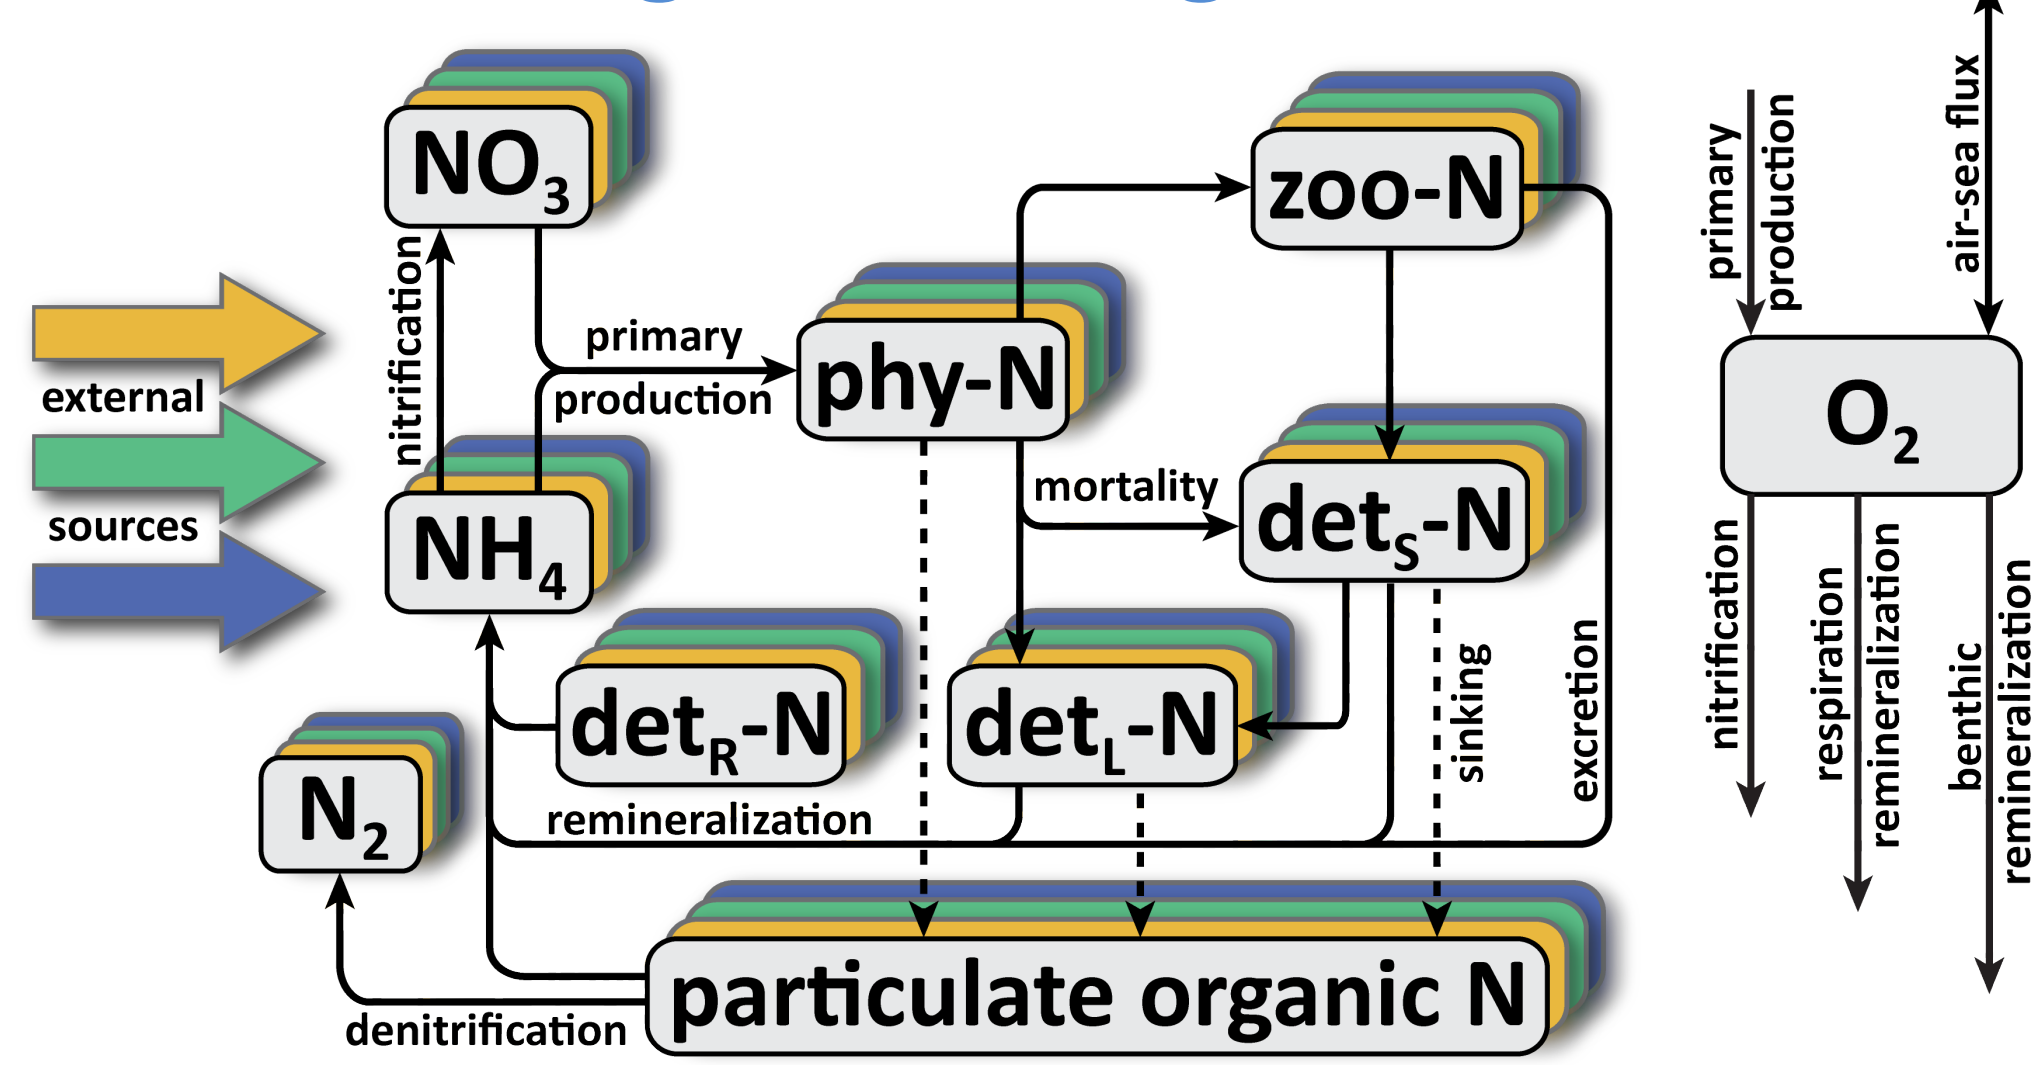 NO3
zoo-N
primary
production
air-sea flux
nitrification
external
sources
primary
production
phy-N
O2
NH4
mortality
detS-N
detR-N
detL-N
sinking
excretion
nitrification
respiration
remineralization
benthic
remineralization
N2
remineralization
particulate organic N
denitrification